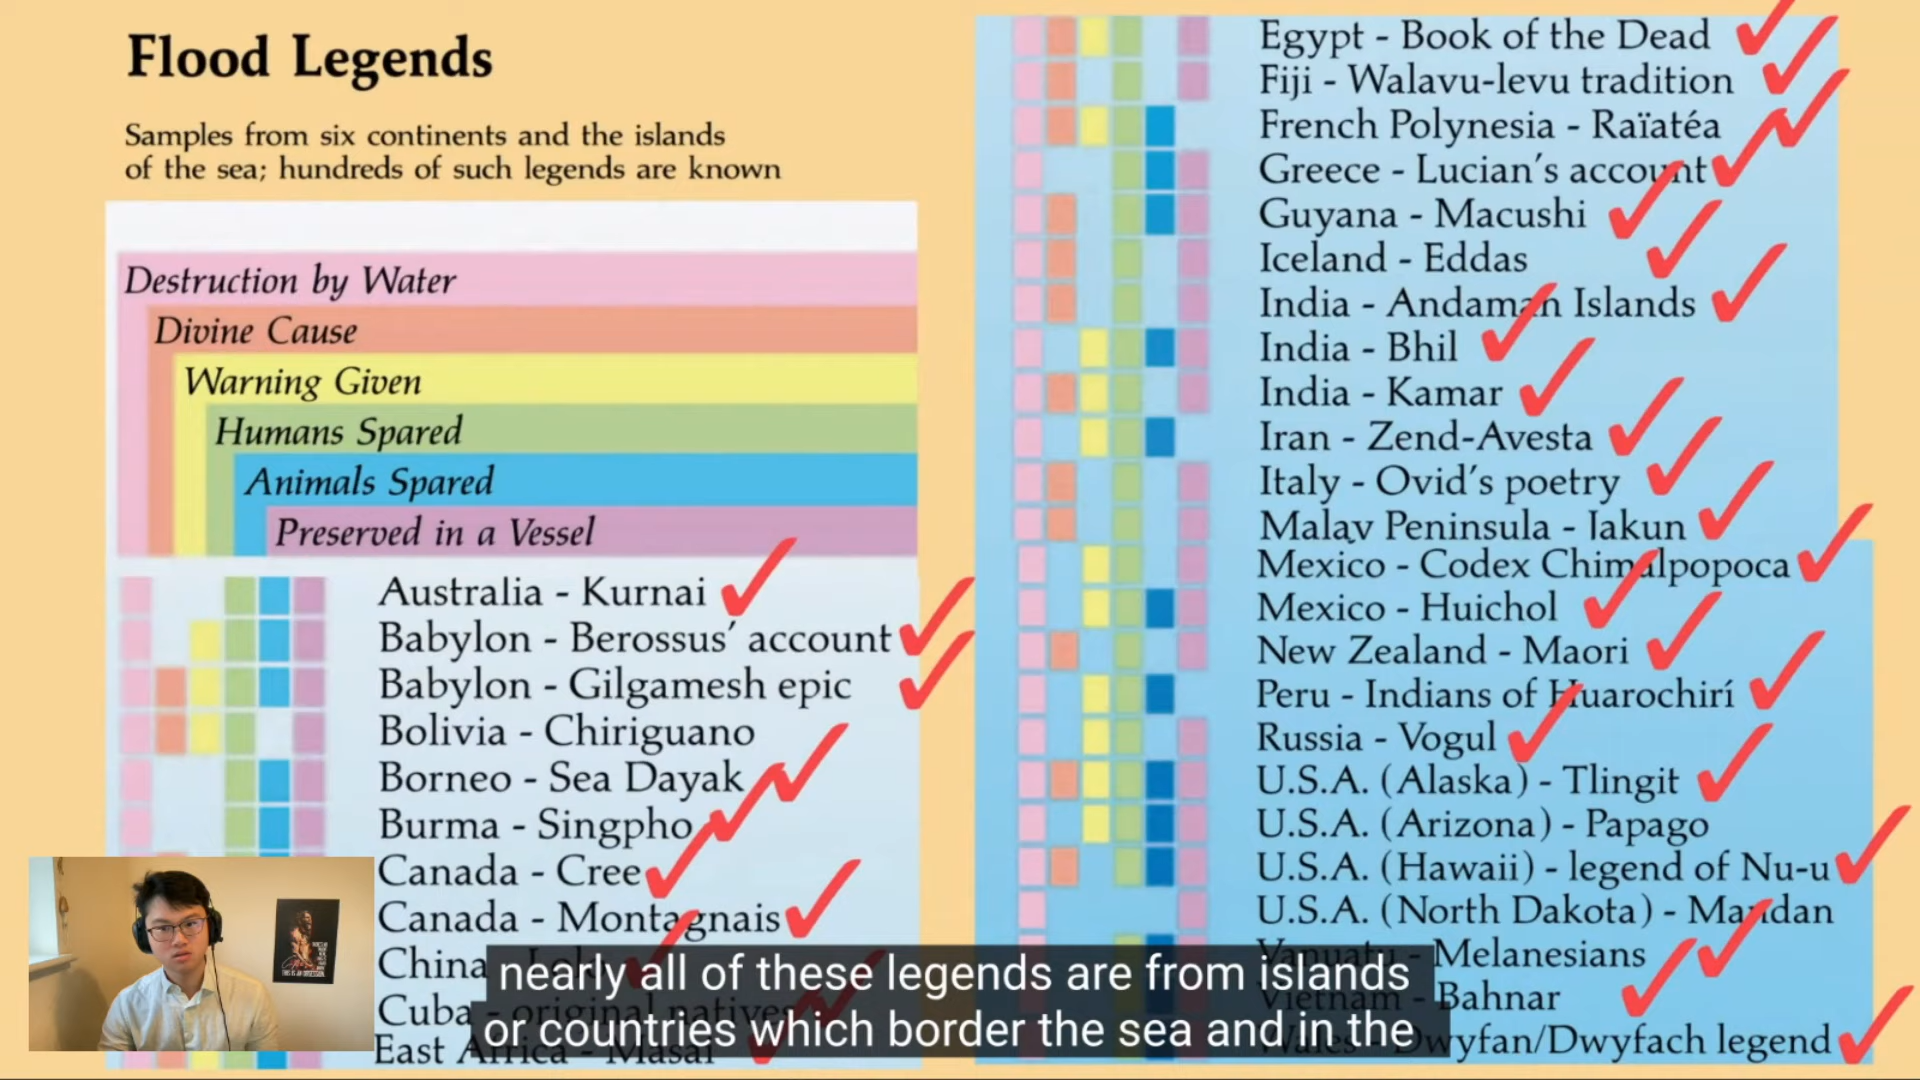 Flood Legends
Samples from six continents and the islands
of the sea; hundreds of such legends are known
Destruction by Water
Divine Cause
Warning Given
Humans Spared
Animals Spared
Preserved in a Vessel
Australia - Kurnai
Babylon - Berossus' account
Babylon - Gilgamesh epic
Bolivia - Chiriguano
Borneo - Sea Dayak
Burma - Singpho
Canada - Cree
Canada - Montagnais
China
Cuba - original natives
East Africa - Masai
Egypt - Book of the Dead
Fiji - Walavu-levu tradition
French Polynesia - Raïatéa
Greece - Lucian's account
Guyana - Macushi
Iceland - Eddas
India - Andaman Islands
India - Bhil
India - Kamar
Iran - Zend-Avesta
Italy - Ovid's poetry
Malay Peninsula - Jakun
Mexico - Codex Chimalpopoca
Mexico - Huichol
New Zealand - Maori
Peru - Indians of Huarochirí
Russia - Vogul
U.S.A. (Alaska) - Tlingit
U.S.A. (Arizona) - Papago
U.S.A. (Hawaii) - legend of Nu-u
U.S.A. (North Dakota) - Mandan
Vanuatu - Melanesians
Vietnam - Bahnar
Wales - Dwyfan/Dwyfach legend
nearly all of these legends are from islands
or countries which border the sea and in the